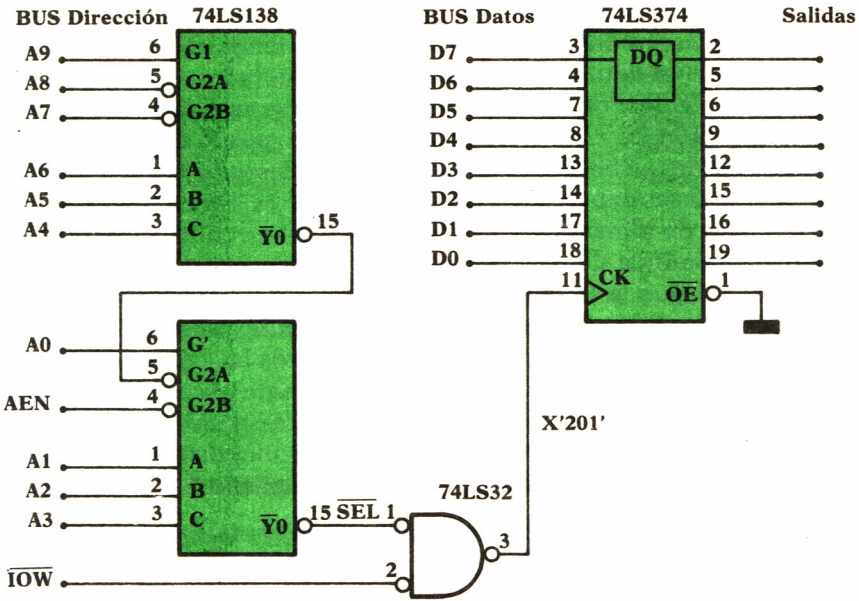 BUS Dirección 74LS138
A9 6 G1
A8 5 G2A
A7 4 G2B
A6 1 A
A5 2 B
A4 3 C
Y0 15
A0 6 G'
5 G2A
AEN 4 G2B
A1 1 A
A2 2 B
A3 3 C
Y0 15 SEL 1
IOW 2
74LS32
3
X'201'
BUS Datos 74LS374 Salidas
D7 3 DQ 2
D6 4 5
D5 7 6
D4 8 9
D3 13 12
D2 14 15
D1 17 16
D0 18 19
11 CK OE 1